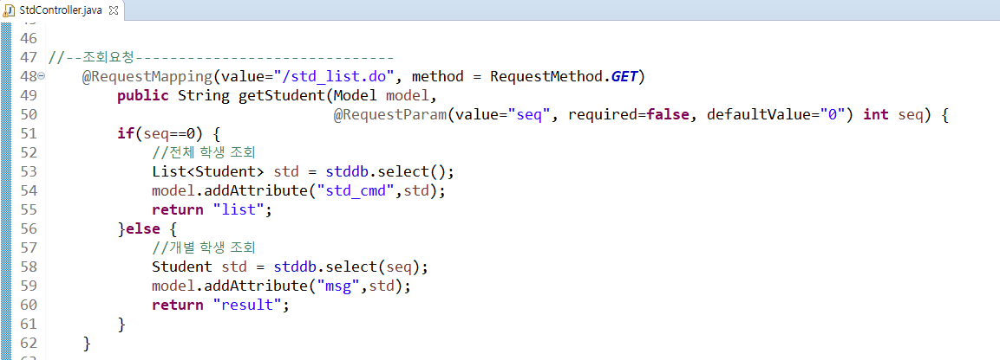 StdController.java
46
47 //--조회요청------------------------------
48 @RequestMapping(value="/std_list.do", method = RequestMethod.GET)
49 public String getStudent(Model model,
50 @RequestParam(value="seq", required=false, defaultValue="0") int seq) {
51 if(seq==0) {
52 //전체 학생 조회
53 List<Student> std = stddb.select();
54 model.addAttribute("std_cmd",std);
55 return "list";
56 }else {
57 //개별 학생 조회
58 Student std = stddb.select(seq);
59 model.addAttribute("msg",std);
60 return "result";
61 }
62 }